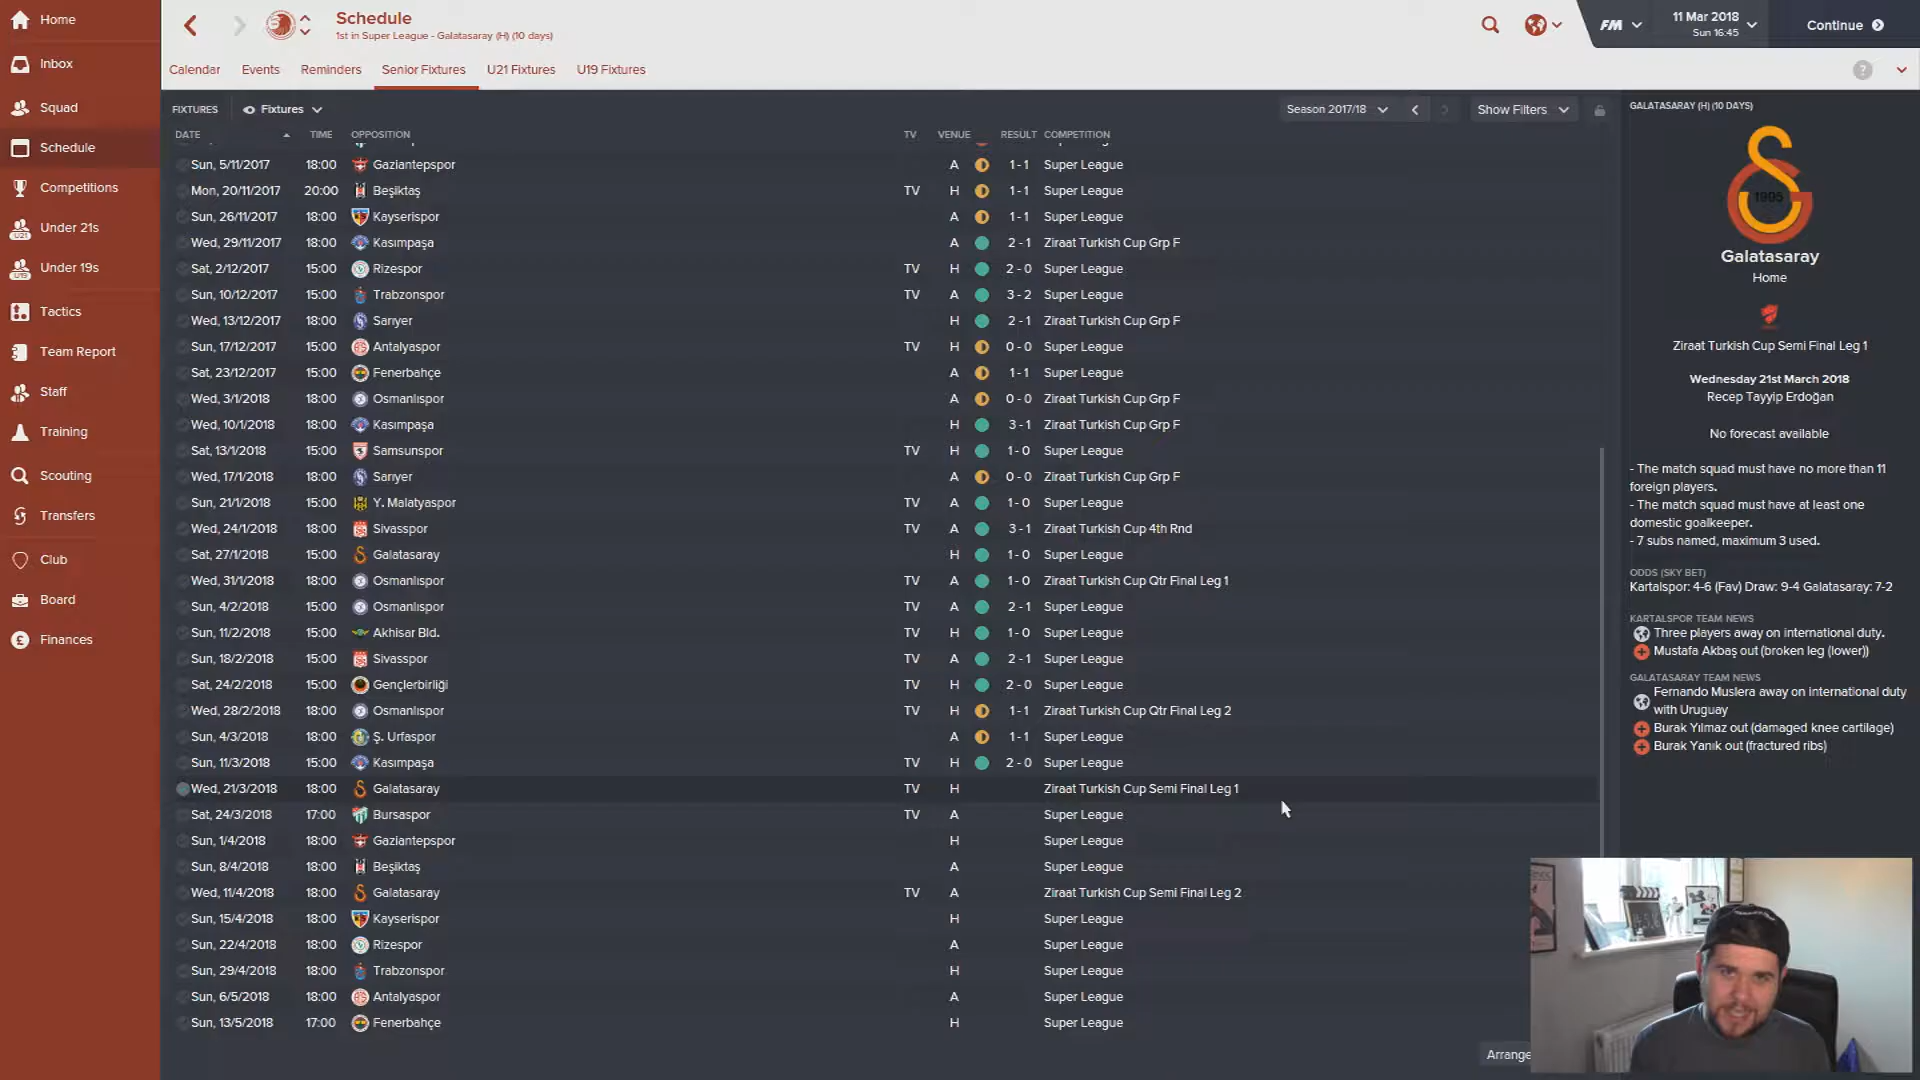 Home
Inbox
Squad
Schedule
Competitions
Under 21s
Under 19s
Tactics
Team Report
Staff
Training
Scouting
Transfers
Club
Board
Finances
Schedule
1st in Super League - Galatasaray (H) (10 days)
FM
11 Mar 2018
Sun 16:45
Continue
Calendar Events Reminders Senior Fixtures U21 Fixtures U19 Fixtures
FIXTURES Fixtures Season 2017/18 Show Filters
DATE TIME OPPOSITION TV VENUE RESULT COMPETITION
Sun, 5/11/2017 18:00 Gaziantepspor A 1-1 Super League
Mon, 20/11/2017 20:00 Beşiktaş TV H 1-1 Super League
Sun, 26/11/2017 18:00 Kayserispor A 1-1 Super League
Wed, 29/11/2017 18:00 Kasımpaşa A 2-1 Ziraat Turkish Cup Grp F
Sat, 2/12/2017 15:00 Rizespor TV H 2-0 Super League
Sun, 10/12/2017 15:00 Trabzonspor TV A 3-2 Super League
Wed, 13/12/2017 18:00 Sarıyer H 2-1 Ziraat Turkish Cup Grp F
Sun, 17/12/2017 15:00 Antalyaspor TV H 0-0 Super League
Sat, 23/12/2017 15:00 Fenerbahçe A 1-1 Super League
Wed, 3/1/2018 18:00 Osmanlıspor A 0-0 Ziraat Turkish Cup Grp F
Wed, 10/1/2018 18:00 Kasımpaşa H 3-1 Ziraat Turkish Cup Grp F
Sat, 13/1/2018 15:00 Samsunspor TV H 1-0 Super League
Wed, 17/1/2018 18:00 Sarıyer A 0-0 Ziraat Turkish Cup Grp F
Sun, 21/1/2018 15:00 Y. Malatyaspor TV A 1-0 Super League
Wed, 24/1/2018 18:00 Sivasspor TV A 3-1 Ziraat Turkish Cup 4th Rnd
Sat, 27/1/2018 15:00 Galatasaray H 1-0 Super League
Wed, 31/1/2018 18:00 Osmanlıspor TV A 1-0 Ziraat Turkish Cup Qtr Final Leg 1
Sun, 4/2/2018 15:00 Osmanlıspor TV A 2-1 Super League
Sun, 11/2/2018 15:00 Akhisar Bld. TV H 1-0 Super League
Sun, 18/2/2018 15:00 Sivasspor TV A 2-1 Super League
Sat, 24/2/2018 15:00 Gençlerbirliği TV H 2-0 Super League
Wed, 28/2/2018 18:00 Osmanlıspor TV H 1-1 Ziraat Turkish Cup Qtr Final Leg 2
Sun, 4/3/2018 18:00 Ş. Urfaspor A 1-1 Super League
Sun, 11/3/2018 15:00 Kasımpaşa TV H 2-0 Super League
Wed, 21/3/2018 18:00 Galatasaray TV H Ziraat Turkish Cup Semi Final Leg 1
Sat, 24/3/2018 17:00 Bursaspor TV A Super League
Sun, 1/4/2018 18:00 Gaziantepspor H Super League
Sun, 8/4/2018 18:00 Beşiktaş A Super League
Wed, 11/4/2018 18:00 Galatasaray TV A Ziraat Turkish Cup Semi Final Leg 2
Sun, 15/4/2018 18:00 Kayserispor H Super League
Sun, 22/4/2018 18:00 Rizespor A Super League
Sun, 29/4/2018 18:00 Trabzonspor H Super League
Sun, 6/5/2018 18:00 Antalyaspor A Super League
Sun, 13/5/2018 17:00 Fenerbahçe H Super League
Arrange
GALATASARAY (H) (10 DAYS)
1995
Galatasaray
Home
Ziraat Turkish Cup Semi Final Leg 1
Wednesday 21st March 2018
Recep Tayyip Erdoğan
No forecast available
- The match squad must have no more than 11
foreign players.
- The match squad must have at least one
domestic goalkeeper.
- 7 subs named, maximum 3 used.
ODDS (SKY BET)
Kartalspor: 4-6 (Fav) Draw: 9-4 Galatasaray: 7-2
KARTALSPOR TEAM NEWS
Three players away on international duty.
Mustafa Akbaş out (broken leg (lower))
GALATASARAY TEAM NEWS
Fernando Muslera away on international duty
with Uruguay
Burak Yılmaz out (damaged knee cartilage)
Burak Yanık out (fractured ribs)